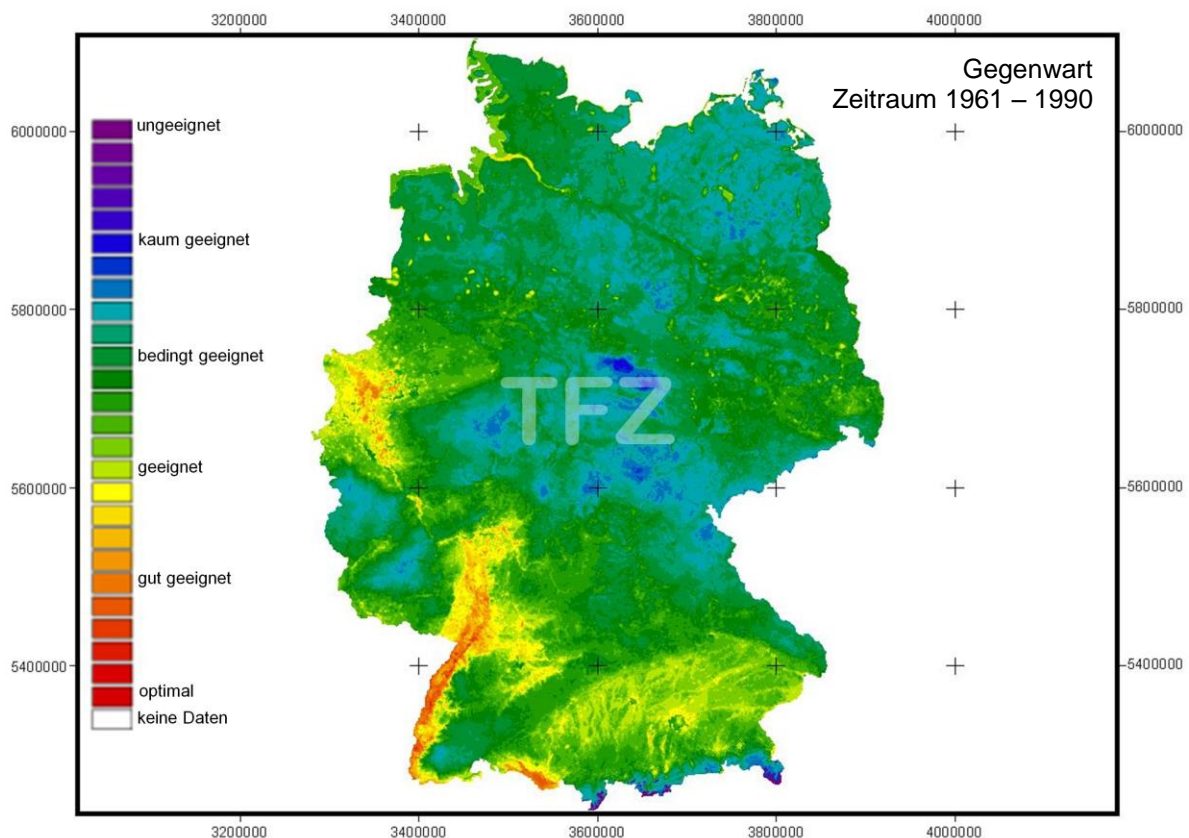 3200000 3400000 3600000 3800000 4000000
Gegenwart
Zeitraum 1961 – 1990
6000000
6000000
ungeeignet
kaum geeignet
5800000
5800000
bedingt geeignet
TFZ
geeignet
5600000
5600000
gut geeignet
5400000
5400000
optimal
keine Daten
3200000 3400000 3600000 3800000 4000000